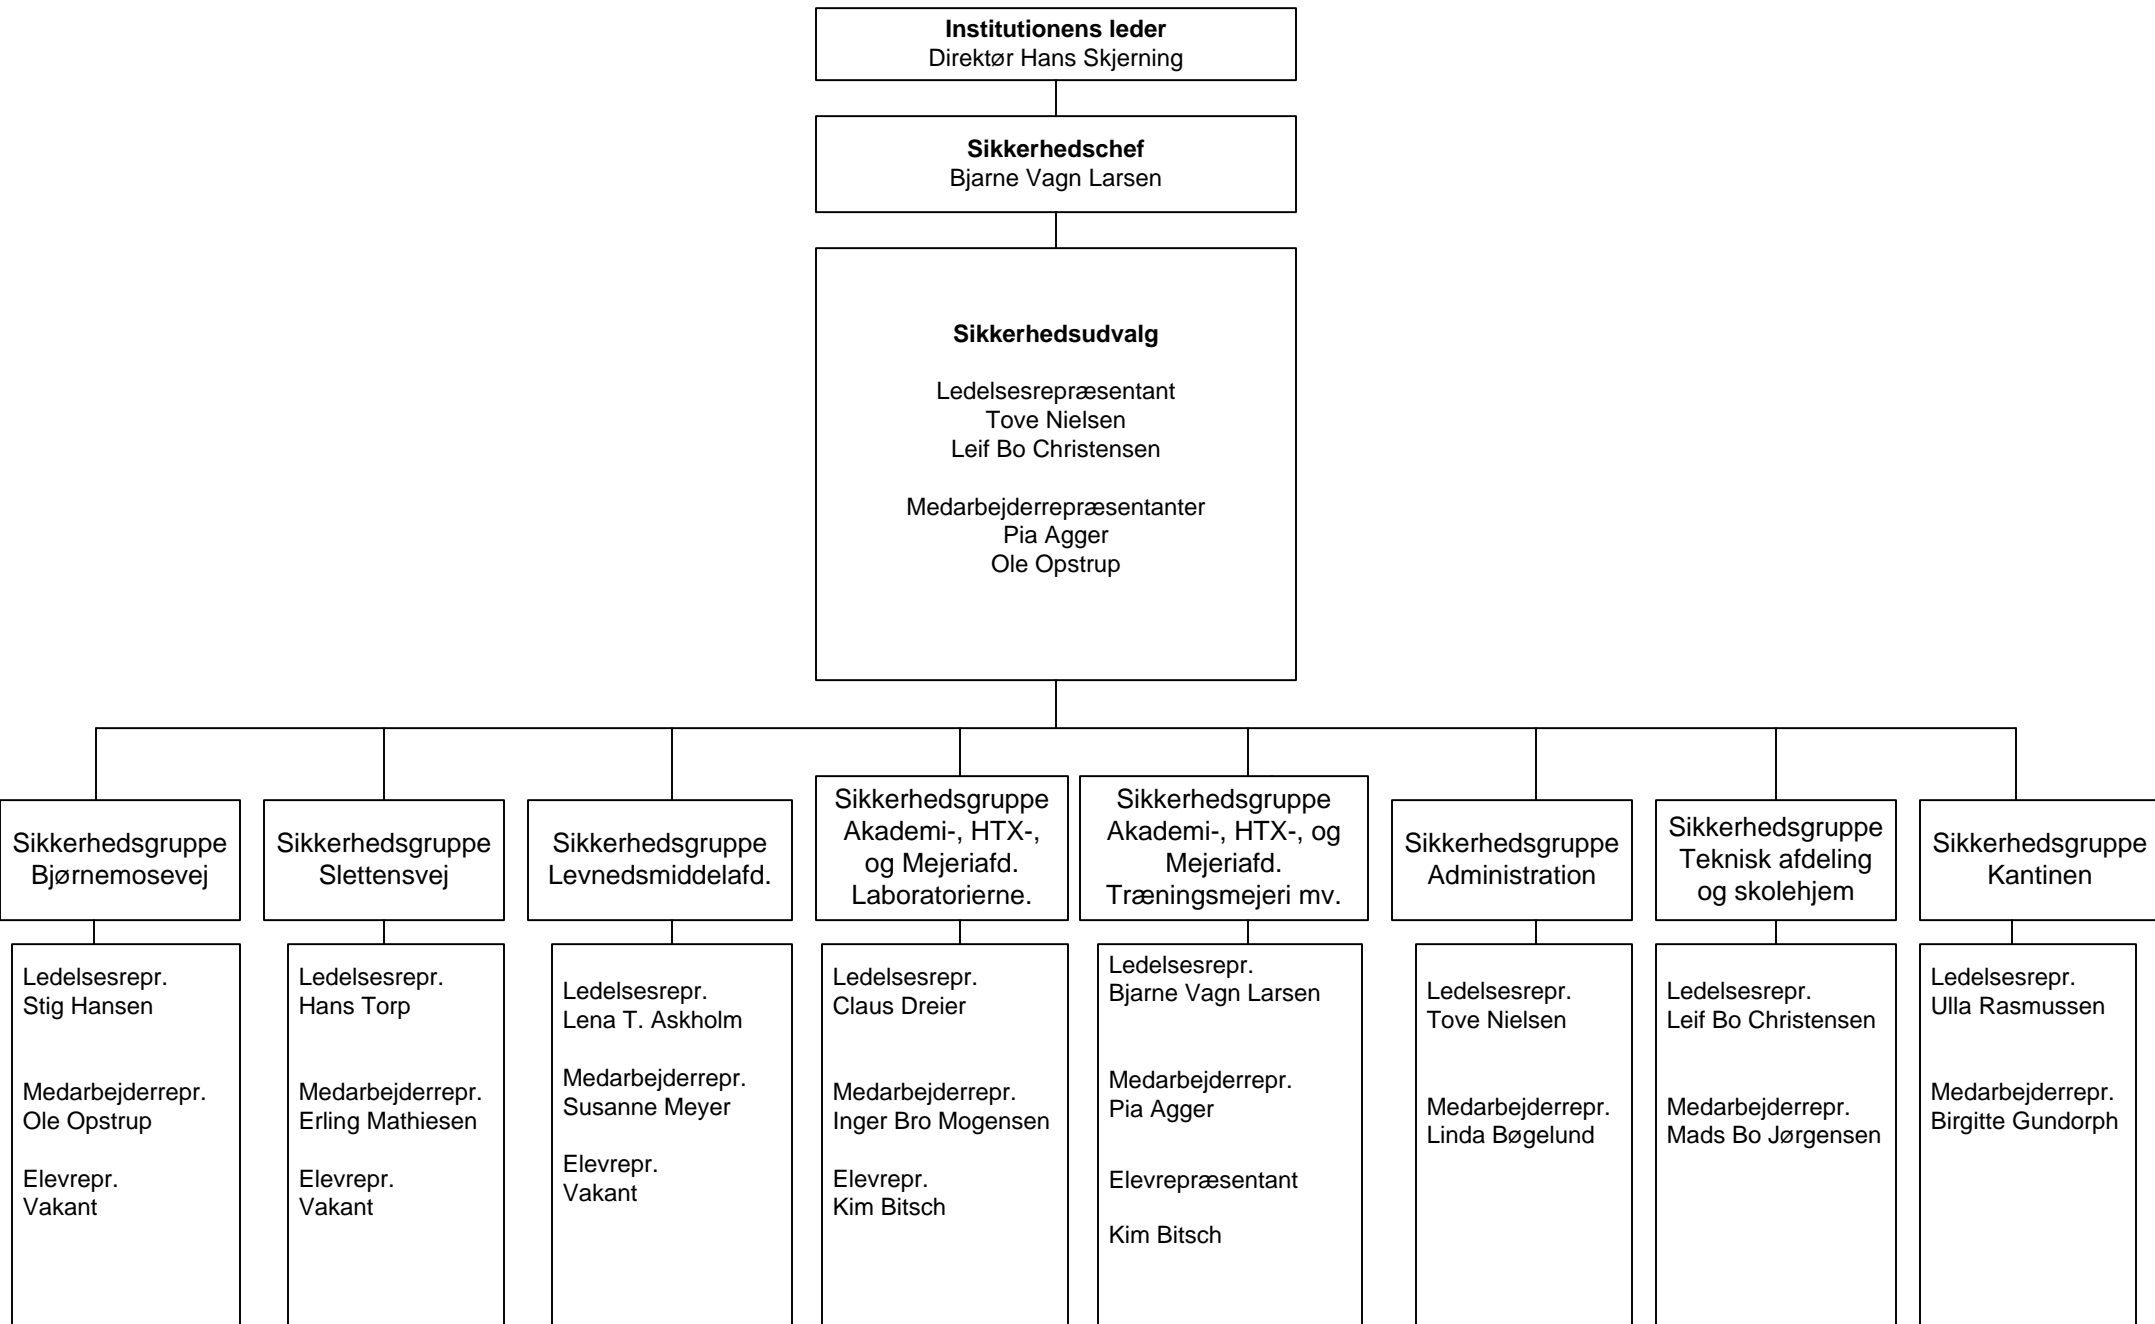 Institutionens leder
Direktør Hans Skjerning
Sikkerhedschef
Bjarne Vagn Larsen
Sikkerhedsudvalg
Ledelsesrepræsentant
Tove Nielsen
Leif Bo Christensen
Medarbejderrepræsentanter
Pia Agger
Ole Opstrup
Sikkerhedsgruppe
Bjørnemosevej
Ledelsesrepr.
Stig Hansen
Medarbejderrepr.
Ole Opstrup
Elevrepr.
Vakant
Sikkerhedsgruppe
Slettensvej
Ledelsesrepr.
Hans Torp
Medarbejderrepr.
Erling Mathiesen
Elevrepr.
Vakant
Sikkerhedsgruppe
Levnedsmiddelafd.
Ledelsesrepr.
Lena T. Askholm
Medarbejderrepr.
Susanne Meyer
Elevrepr.
Vakant
Sikkerhedsgruppe
Akademi-, HTX-,
og Mejeriafd.
Laboratorierne.
Ledelsesrepr.
Claus Dreier
Medarbejderrepr.
Inger Bro Mogensen
Elevrepr.
Kim Bitsch
Sikkerhedsgruppe
Akademi-, HTX-, og
Mejeriafd.
Træningsmejeri mv.
Ledelsesrepr.
Bjarne Vagn Larsen
Medarbejderrepr.
Pia Agger
Elevrepræsentant
Kim Bitsch
Sikkerhedsgruppe
Administration
Ledelsesrepr.
Tove Nielsen
Medarbejderrepr.
Linda Bøgelund
Sikkerhedsgruppe
Teknisk afdeling
og skolehjem
Ledelsesrepr.
Leif Bo Christensen
Medarbejderrepr.
Mads Bo Jørgensen
Sikkerhedsgruppe
Kantinen
Ledelsesrepr.
Ulla Rasmussen
Medarbejderrepr.
Birgitte Gundorph